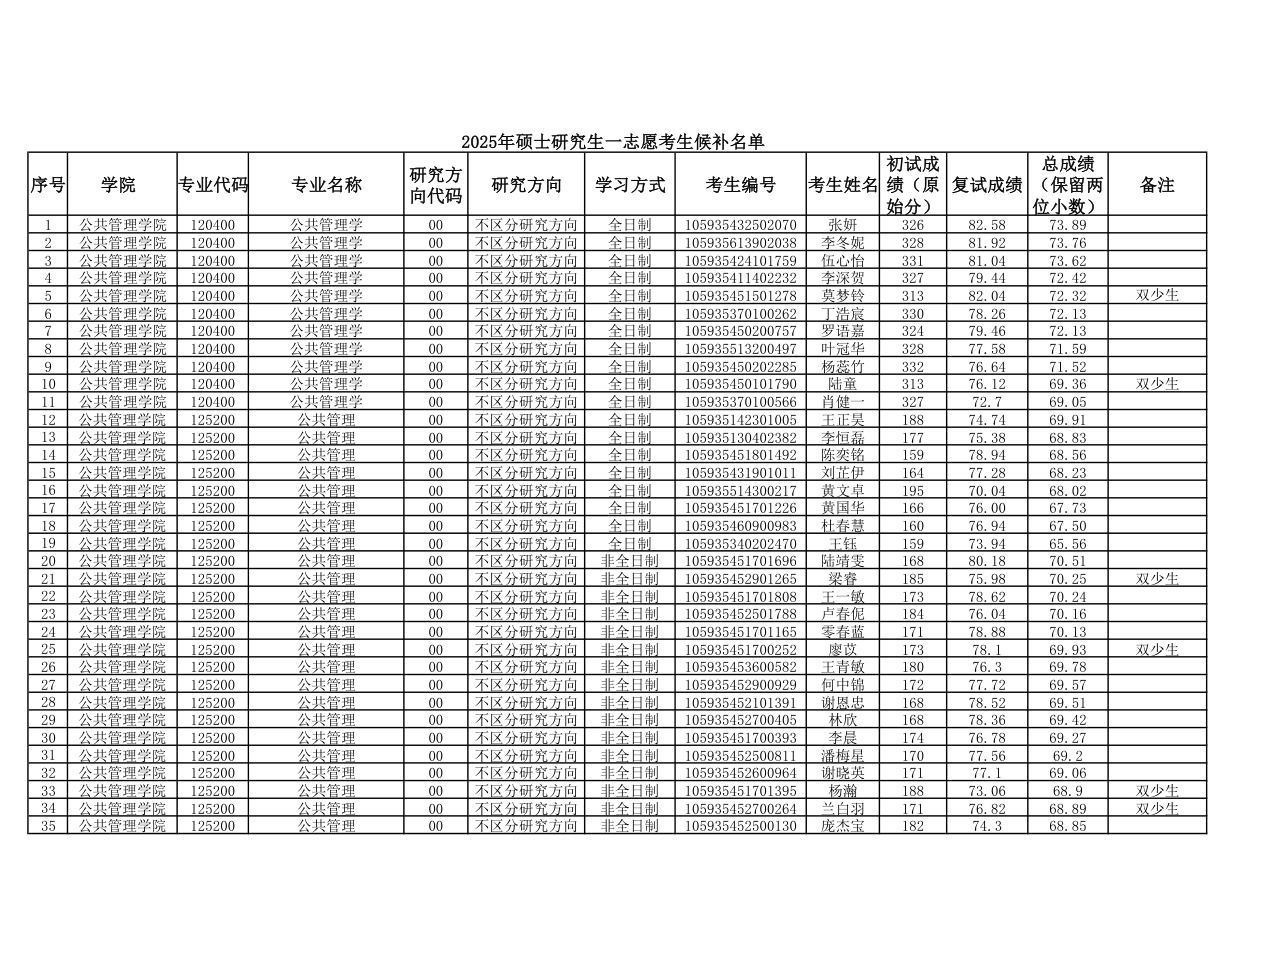 2025年硕士研究生一志愿考生候补名单
序号 学院 专业代码 专业名称 研究方向代码 研究方向 学习方式 考生编号 考生姓名 初试成绩（原始分） 复试成绩 总成绩（保留两位小数） 备注
1 公共管理学院 120400 公共管理学 00 不区分研究方向 全日制 105935432502070 张妍 326 82.58 73.89
2 公共管理学院 120400 公共管理学 00 不区分研究方向 全日制 105935613902038 李冬妮 328 81.92 73.76
3 公共管理学院 120400 公共管理学 00 不区分研究方向 全日制 105935424101759 伍心怡 331 81.04 73.62
4 公共管理学院 120400 公共管理学 00 不区分研究方向 全日制 105935411402232 李深贺 327 79.44 72.42
5 公共管理学院 120400 公共管理学 00 不区分研究方向 全日制 105935451501278 莫梦铃 313 82.04 72.32 双少生
6 公共管理学院 120400 公共管理学 00 不区分研究方向 全日制 105935370100262 丁浩宸 330 78.26 72.13
7 公共管理学院 120400 公共管理学 00 不区分研究方向 全日制 105935450200757 罗语嘉 324 79.46 72.13
8 公共管理学院 120400 公共管理学 00 不区分研究方向 全日制 105935513200497 叶冠华 328 77.58 71.59
9 公共管理学院 120400 公共管理学 00 不区分研究方向 全日制 105935450202285 杨蕊竹 332 76.64 71.52
10 公共管理学院 120400 公共管理学 00 不区分研究方向 全日制 105935450101790 陆童 313 76.12 69.36 双少生
11 公共管理学院 120400 公共管理学 00 不区分研究方向 全日制 105935370100566 肖健一 327 72.7 69.05
12 公共管理学院 125200 公共管理 00 不区分研究方向 全日制 105935142301005 王正昊 188 74.74 69.91
13 公共管理学院 125200 公共管理 00 不区分研究方向 全日制 105935130402382 李恒磊 177 75.38 68.83
14 公共管理学院 125200 公共管理 00 不区分研究方向 全日制 105935451801492 陈奕铭 159 78.94 68.56
15 公共管理学院 125200 公共管理 00 不区分研究方向 全日制 105935431901011 刘芷伊 164 77.28 68.23
16 公共管理学院 125200 公共管理 00 不区分研究方向 全日制 105935514300217 黄文卓 195 70.04 68.02
17 公共管理学院 125200 公共管理 00 不区分研究方向 全日制 105935451701226 黄国华 166 76.00 67.73
18 公共管理学院 125200 公共管理 00 不区分研究方向 全日制 105935460900983 杜春慧 160 76.94 67.50
19 公共管理学院 125200 公共管理 00 不区分研究方向 全日制 105935340202470 王钰 159 73.94 65.56
20 公共管理学院 125200 公共管理 00 不区分研究方向 非全日制 105935451701696 陆靖雯 168 80.18 70.51
21 公共管理学院 125200 公共管理 00 不区分研究方向 非全日制 105935452901265 梁睿 185 75.98 70.25 双少生
22 公共管理学院 125200 公共管理 00 不区分研究方向 非全日制 105935451701808 王一敏 173 78.62 70.24
23 公共管理学院 125200 公共管理 00 不区分研究方向 非全日制 105935452501788 卢春伲 184 76.04 70.16
24 公共管理学院 125200 公共管理 00 不区分研究方向 非全日制 105935451701165 零春蓝 171 78.88 70.13
25 公共管理学院 125200 公共管理 00 不区分研究方向 非全日制 105935451700252 廖苡 173 78.1 69.93 双少生
26 公共管理学院 125200 公共管理 00 不区分研究方向 非全日制 105935453600582 王青敏 180 76.3 69.78
27 公共管理学院 125200 公共管理 00 不区分研究方向 非全日制 105935452900929 何中锦 172 77.72 69.57
28 公共管理学院 125200 公共管理 00 不区分研究方向 非全日制 105935452101391 谢恩忠 168 78.52 69.51
29 公共管理学院 125200 公共管理 00 不区分研究方向 非全日制 105935452700405 林欣 168 78.36 69.42
30 公共管理学院 125200 公共管理 00 不区分研究方向 非全日制 105935451700393 李晨 174 76.78 69.27
31 公共管理学院 125200 公共管理 00 不区分研究方向 非全日制 105935452500811 潘梅星 170 77.56 69.2
32 公共管理学院 125200 公共管理 00 不区分研究方向 非全日制 105935452600964 谢晓英 171 77.1 69.06
33 公共管理学院 125200 公共管理 00 不区分研究方向 非全日制 105935451701395 杨瀚 188 73.06 68.9 双少生
34 公共管理学院 125200 公共管理 00 不区分研究方向 非全日制 105935452700264 兰白羽 171 76.82 68.89 双少生
35 公共管理学院 125200 公共管理 00 不区分研究方向 非全日制 105935452500130 庞杰宝 182 74.3 68.85